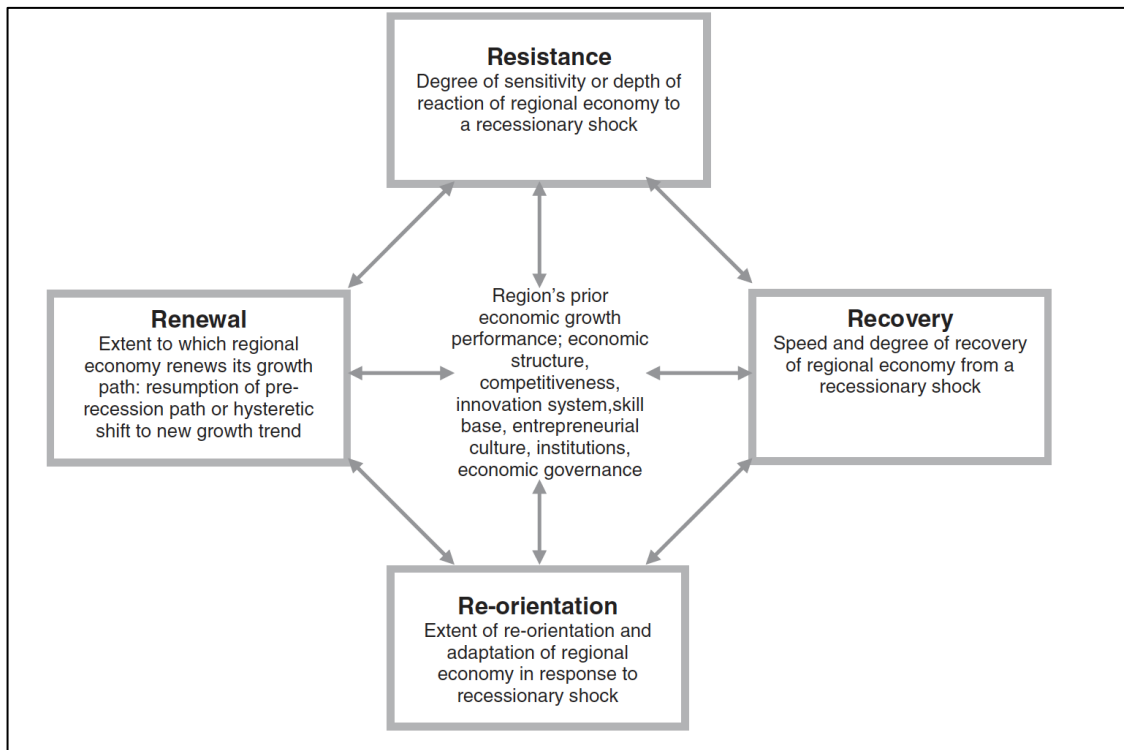 Resistance
Degree of sensitivity or depth of
reaction of regional economy to
a recessionary shock
Renewal
Extent to which regional
economy renews its growth
path: resumption of pre-
recession path or hysteretic
shift to new growth trend
Region's prior
economic growth
performance; economic
structure,
competitiveness,
innovation system,skill
base, entrepreneurial
culture, institutions,
economic governance
Recovery
Speed and degree of recovery
of regional economy from a
recessionary shock
Re-orientation
Extent of re-orientation and
adaptation of regional
economy in response to
recessionary shock